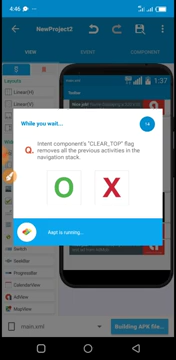 4:46
NewProject2
VIEW
EVENT
COMPONENT
Layouts
Linear(H)
Linear(V)
1:37
Toolbar
While you wait...
Q. Intent component's "CLEAR_TOP" flag
removes all the previous activities in the
navigation stack.
O X
Aapt is running...
Switch
SeekBar
ProgressBar
CalendarView
AdView
MapView
main.xml
Building APK file...